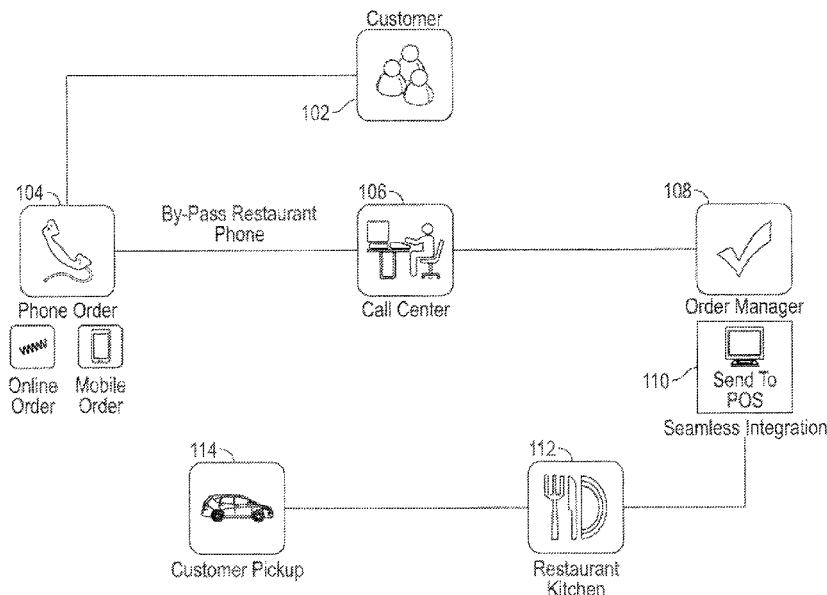 Customer
102
104
By-Pass Restaurant
Phone
106
108
Phone Order
Call Center
Order Manager
Online
Order
Mobile
Order
110
Send To
POS
Seamless Integration
114
112
Customer Pickup
Restaurant
Kitchen